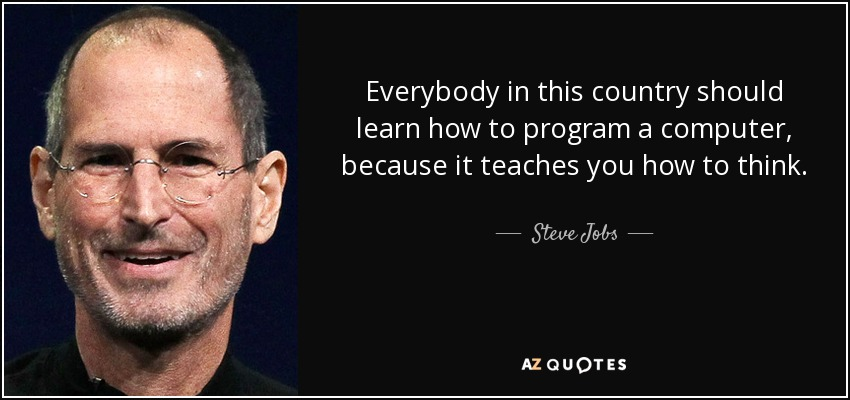 Everybody in this country should
learn how to program a computer,
because it teaches you how to think.
Steve Jobs
AZ QUOTES